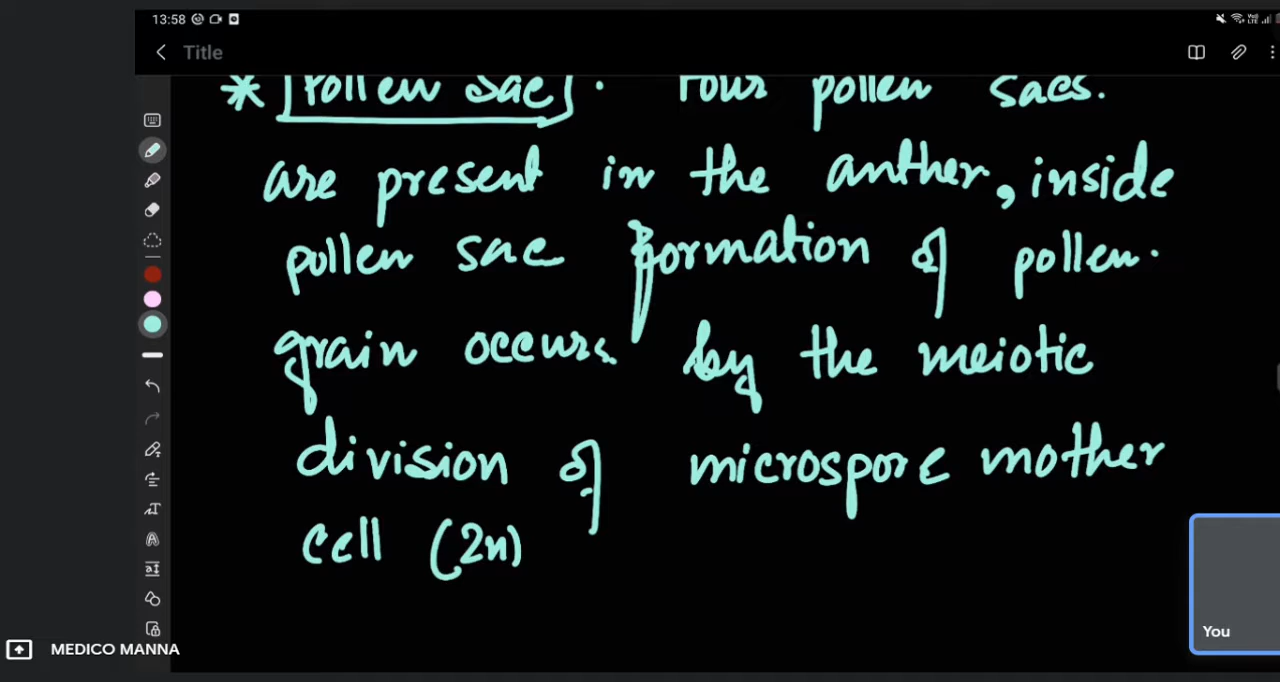 13:58
Title
* [Pollen sac]. Four pollen sacs.
are present in the anther, inside
pollen sac formation of pollen.
grain occurs by the meiotic
division of microspore mother
cell (2n)
You
MEDICO MANNA